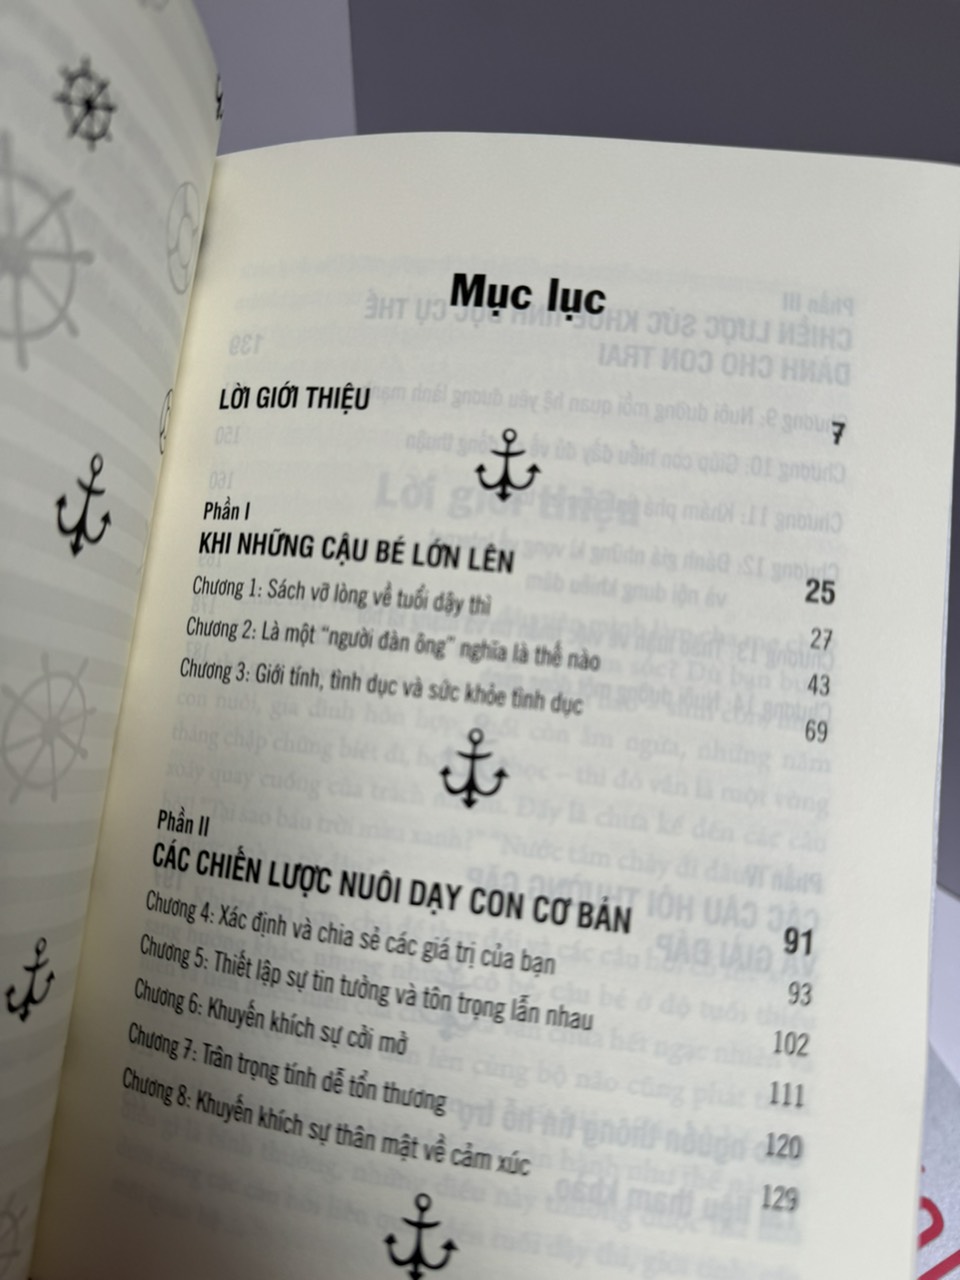 Mục lục
LỜI GIỚI THIỆU 7
Phần I
KHI NHỮNG CẬU BÉ LỚN LÊN 25
Chương 1: Sách vỡ lòng về tuổi dậy thì 27
Chương 2: Là một “người đàn ông” nghĩa là thế nào 43
Chương 3: Giới tính, tình dục và sức khỏe tình dục 69
Phần II
CÁC CHIẾN LƯỢC NUÔI DẠY CON CƠ BẢN 91
Chương 4: Xác định và chia sẻ các giá trị của bạn 93
Chương 5: Thiết lập sự tin tưởng và tôn trọng lẫn nhau 102
Chương 6: Khuyến khích sự cởi mở 111
Chương 7: Trân trọng tính dễ tổn thương 120
Chương 8: Khuyến khích sự thân mật về cảm xúc 129